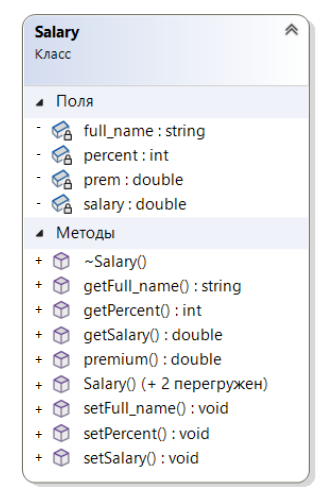 Salary
Класс
Поля
- full_name : string
- percent : int
- prem : double
- salary : double
Методы
+ ~Salary()
+ getFull_name() : string
+ getPercent() : int
+ getSalary() : double
+ premium() : double
+ Salary() (+ 2 перегружен)
+ setFull_name() : void
+ setPercent() : void
+ setSalary() : void